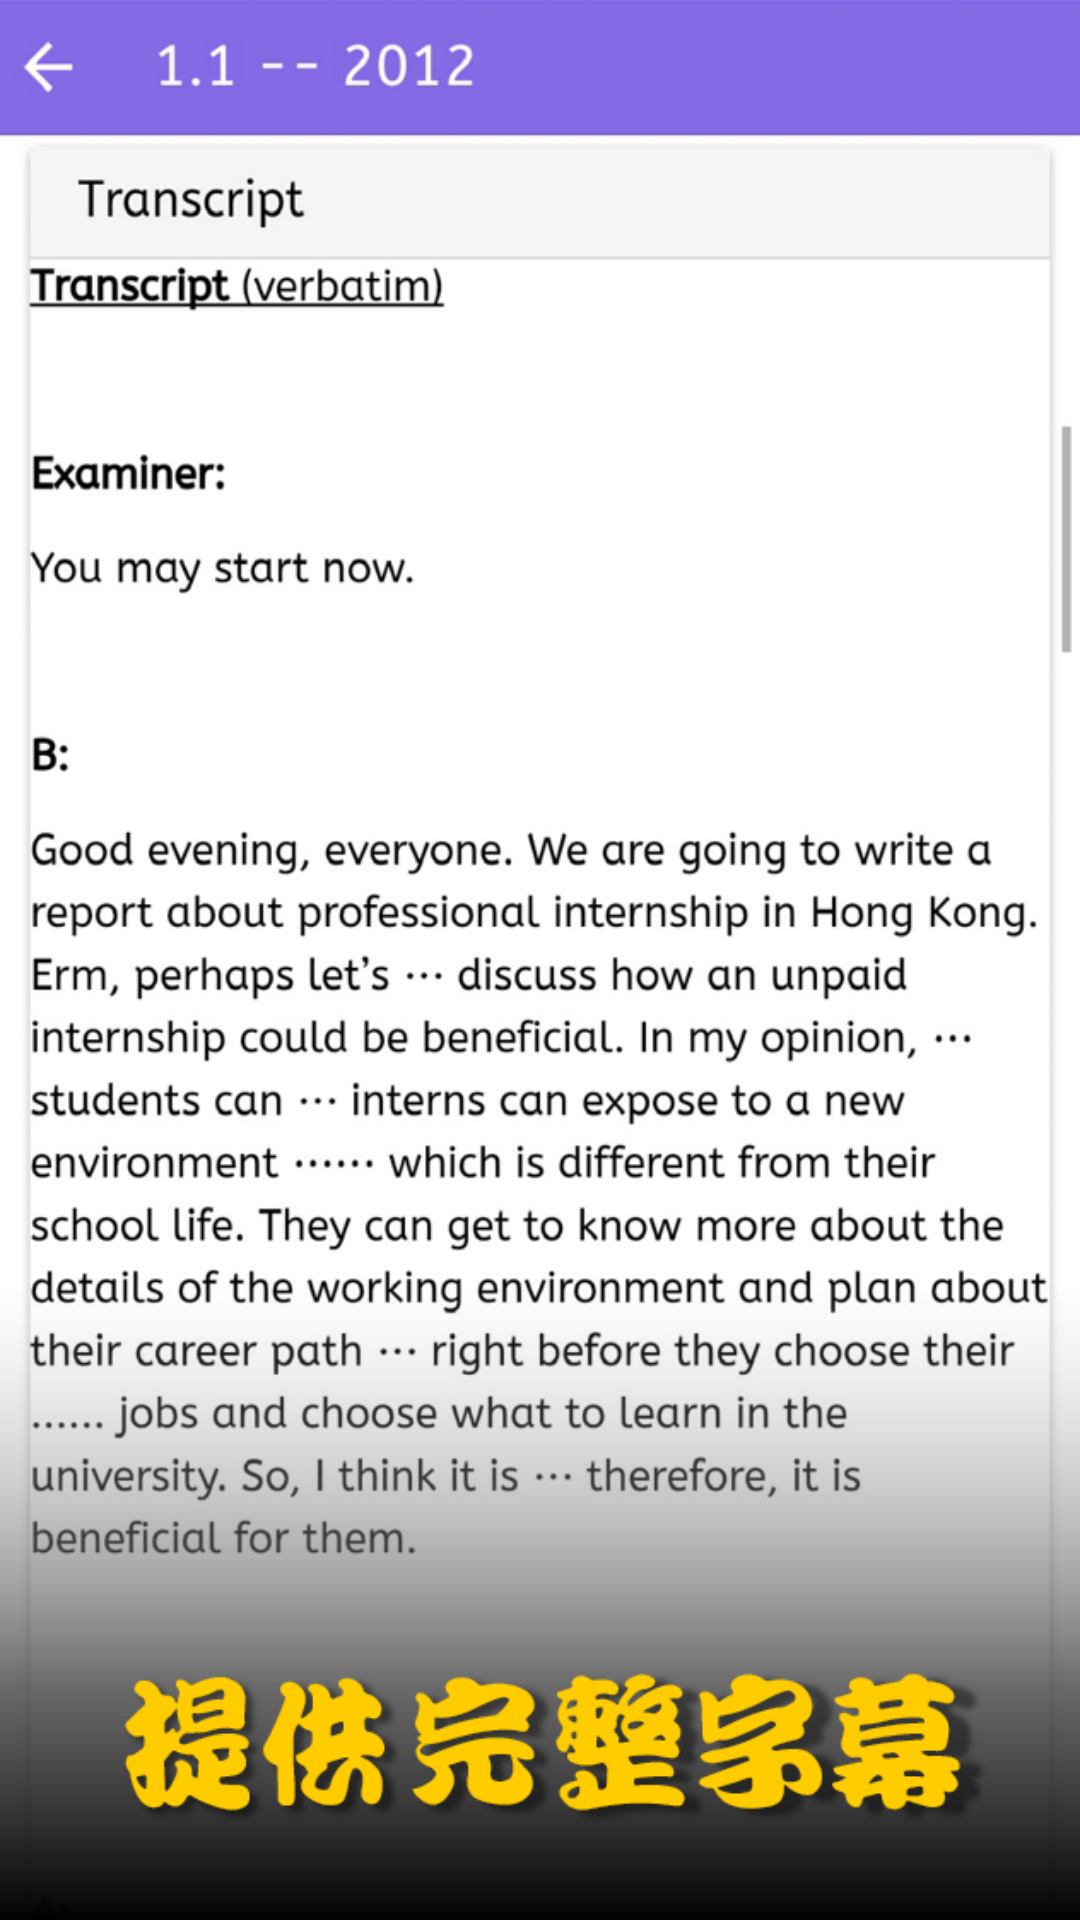 1.1 -- 2012
Transcript
Transcript (verbatim)
Examiner:
You may start now.
B:
Good evening, everyone. We are going to write a
report about professional internship in Hong Kong.
Erm, perhaps let’s ··· discuss how an unpaid
internship could be beneficial. In my opinion, ···
students can ··· interns can expose to a new
environment ······ which is different from their
school life. They can get to know more about the
details of the working environment and plan about
their career path ··· right before they choose their
...... jobs and choose what to learn in the
university. So, I think it is ··· therefore, it is
beneficial for them.
提供完整字幕